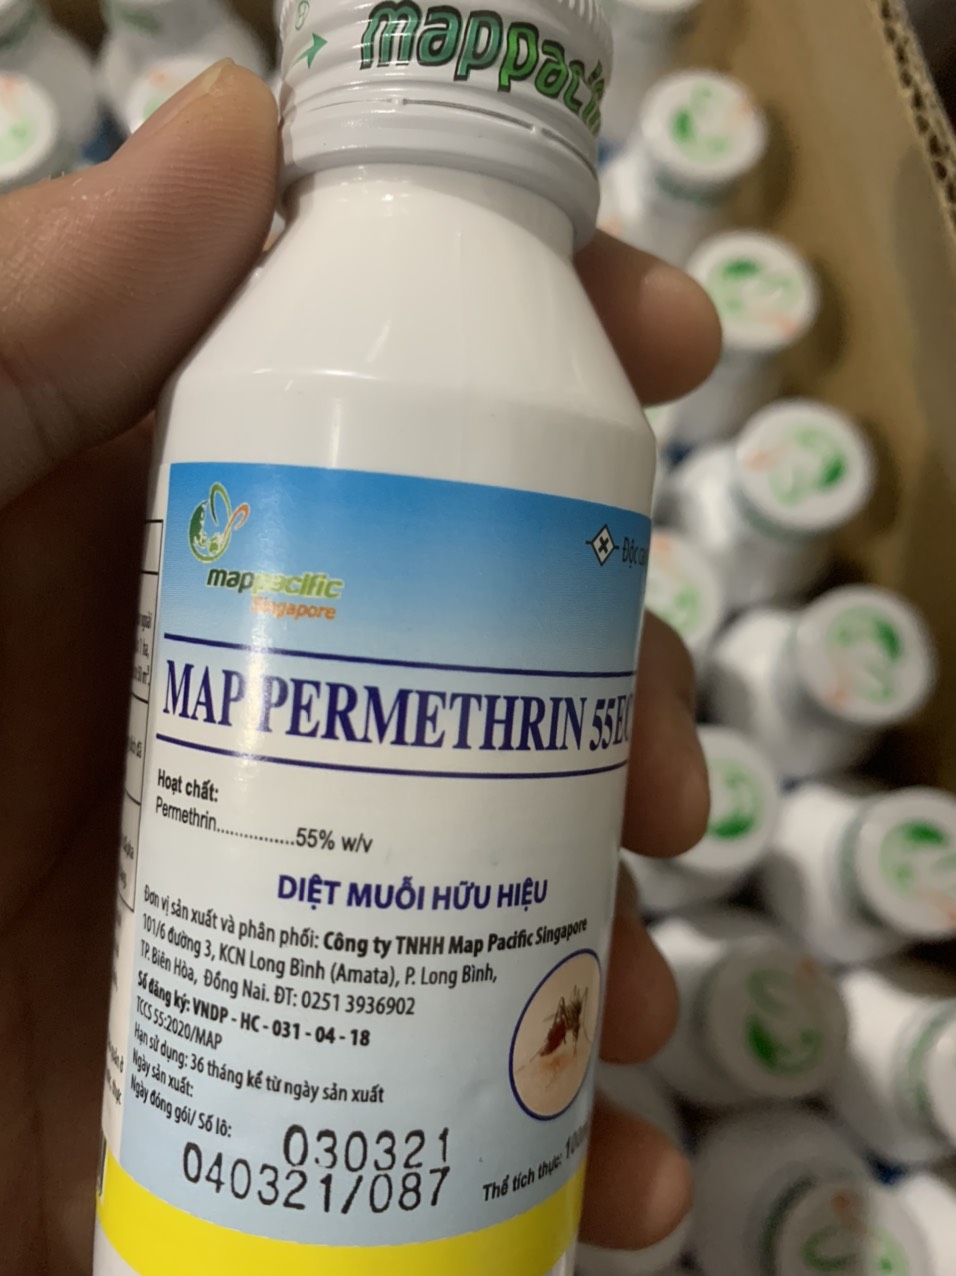 mappacific
mappacific
Singapore
MAP PERMETHRIN 55EC
Hoạt chất:
Permethrin.................55% w/v
DIỆT MUỖI HỮU HIỆU
Đơn vị sản xuất và phân phối: Công ty TNHH Map Pacific Singapore
101/6 đường 3, KCN Long Bình (Amata), P. Long Bình,
TP. Biên Hòa, Đồng Nai. ĐT: 0251 3936902
Số đăng ký: VNDP - HC - 031 - 04 - 18
TCCS 55:2020/MAP
Hạn sử dụng: 36 tháng kể từ ngày sản xuất
Ngày sản xuất:
Ngày đóng gói/ Số lô:
030321
040321/087
Thể tích thực:
Độc